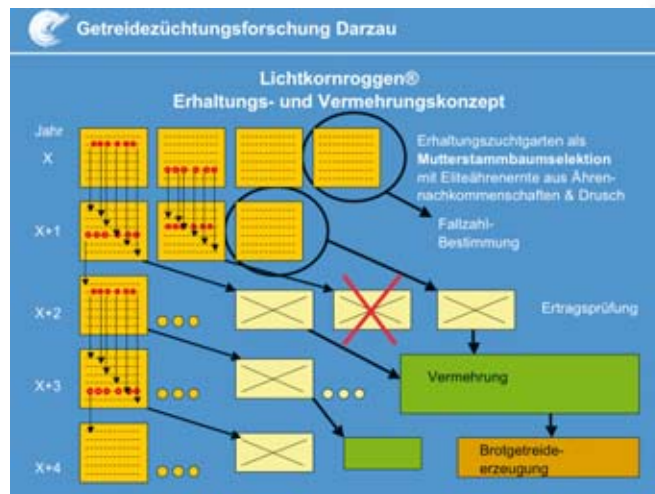 Getreidezüchtungsforschung Darzau
Lichtkornroggen®
Erhaltungs- und Vermehrungskonzept
Jahr
X
Erhaltungszuchtgarten als
Mutterstammbaumselektion
mit Eliteährenernte aus Ähren-
nachkommenschaften & Drusch
X+1
Fallzahl-
Bestimmung
X+2
Ertragsprüfung
X+3
Vermehrung
X+4
Brotgetreide-
erzeugung